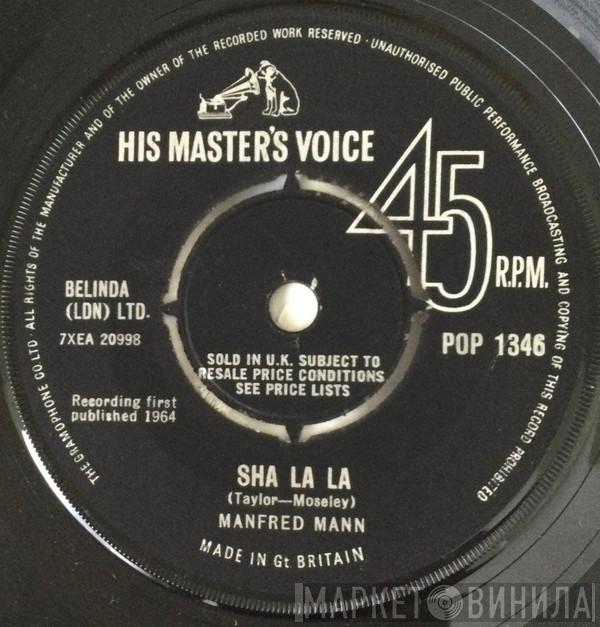 THE GRAMOPHONE CO. LTD. ALL RIGHTS OF THE MANUFACTURER AND OF THE OWNER OF THE RECORDED WORK RESERVED · UNAUTHORISED PUBLIC PERFORMANCE BROADCASTING AND COPYING OF THIS RECORD PROHIBITED
HIS MASTER'S VOICE
45
R.P.M.
BELINDA
(LDN) LTD.
7XEA 20998
POP 1346
SOLD IN U.K. SUBJECT TO
RESALE PRICE CONDITIONS
SEE PRICE LISTS
Recording first
published 1964
SHA LA LA
(Taylor—Moseley)
MANFRED MANN
MADE IN Gt. BRITAIN
МАРКЕТ ВИНИЛА